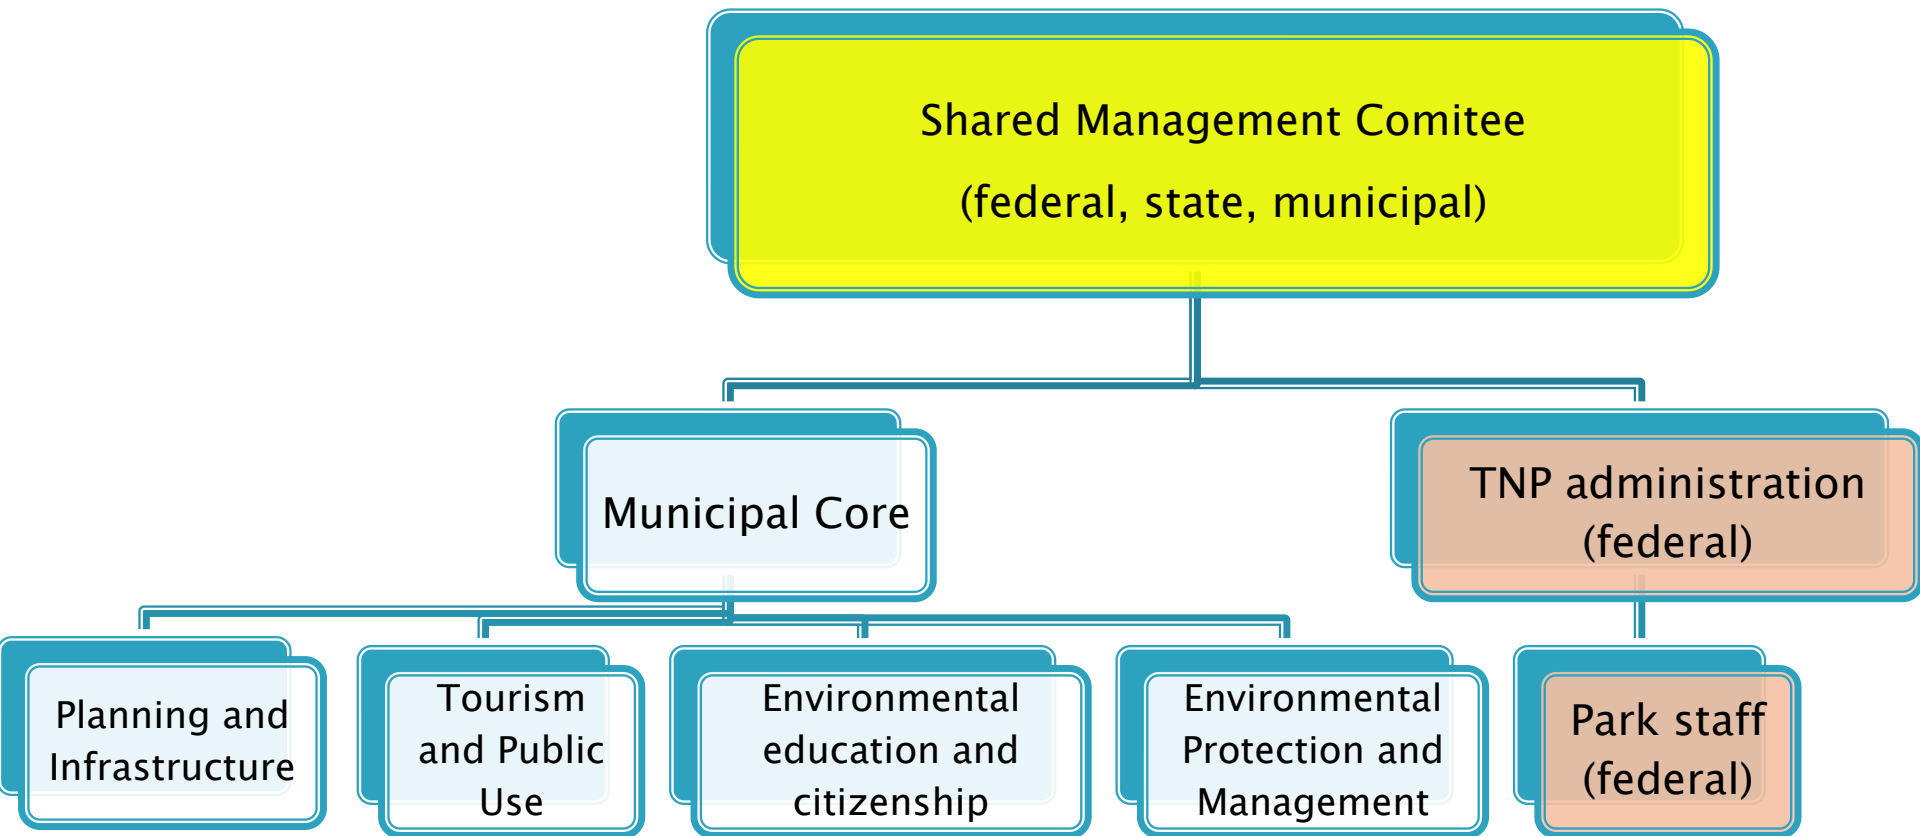 Shared Management Comitee
(federal, state, municipal)
Municipal Core
TNP administration
(federal)
Planning and
Infrastructure
Tourism
and Public
Use
Environmental
education and
citizenship
Environmental
Protection and
Management
Park staff
(federal)